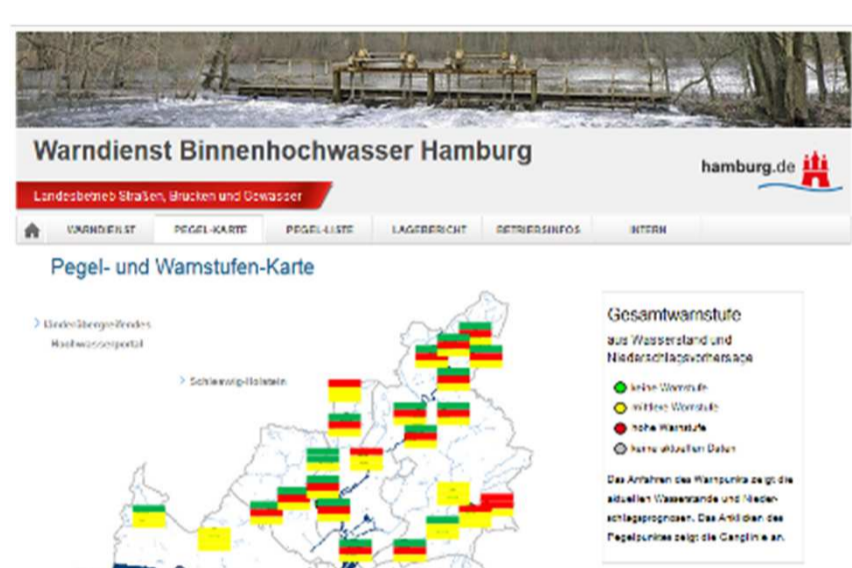 Warndienst Binnenhochwasser Hamburg
hamburg.de
Landesbetrieb Straßen, Brücken und Gewässer
WARNDIENST PEGEL-KARTE PEGEL-LISTE LAGEBERICHT BETRIEBSINFOS INTERN
Pegel- und Warnstufen-Karte
länderübergreifendes
Hochwasserportal
Schleswig-Holstein
Gesamtwarnstufe
aus Wasserstand und
Niederschlagsvorhersage
keine Warnstufe
mittlere Warnstufe
hohe Warnstufe
keine aktuellen Daten
Das Anfahren des Warnpunkts zeigt die
aktuellen Wasserstände und Nieder-
schlagsprognosen. Das Anklicken des
Pegelpunktes zeigt die Ganglinie an.